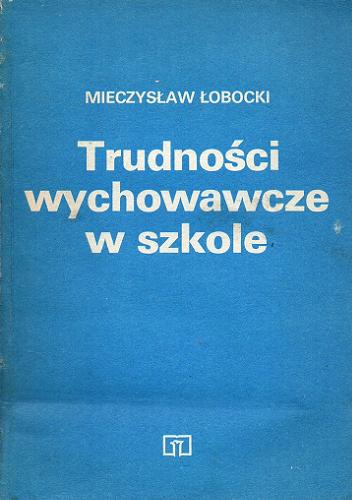 MIECZYSŁAW ŁOBOCKI
Trudności
wychowawcze
w szkole